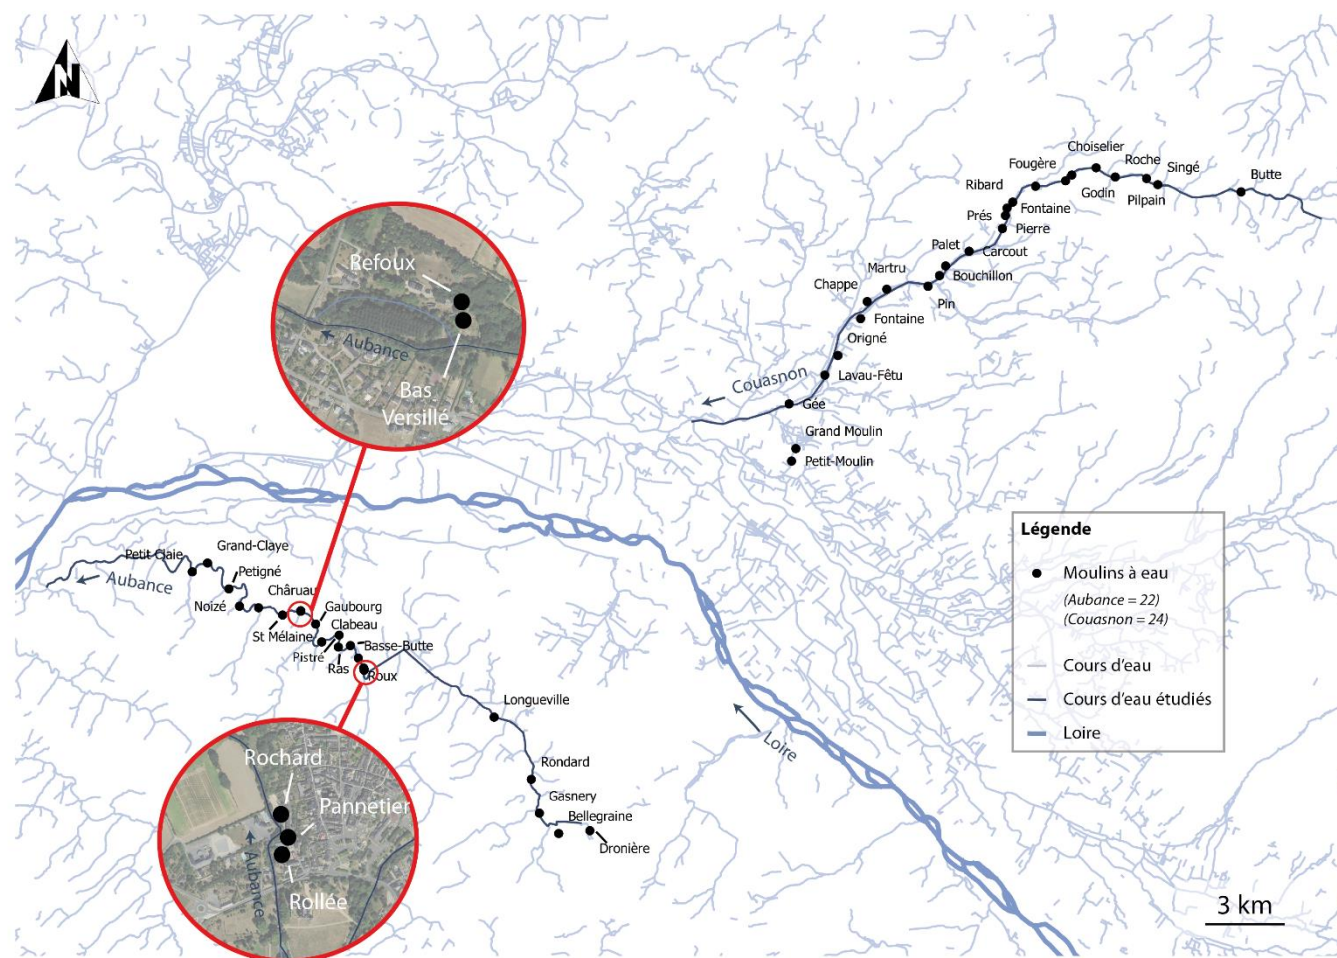 N
Choiselier
Fougère
Roche
Singé
Ribard
Godin
Pilpain
Butte
Prés
Fontaine
Pierre
Palet
Carcout
Martru
Bouchillon
Chappe
Pin
Fontaine
Origné
Lavau-Fêtu
Couasnon
Gée
Grand Moulin
Petit-Moulin
Refoux
Aubance
Bas
Versillé
Petit Claie
Grand-Claye
Aubance
Petigné
Noizé
Châruau
St Mélaine
Gaubourg
Clabeau
Pistré
Basse-Butte
Ras
Roux
Longueville
Rondard
Gasnery
Bellegraine
Dronière
Loire
Rochard
Pannetier
Aubance
Rollée
Légende
Moulins à eau
(Aubance = 22)
(Couasnon = 24)
Cours d'eau
Cours d'eau étudiés
Loire
3 km